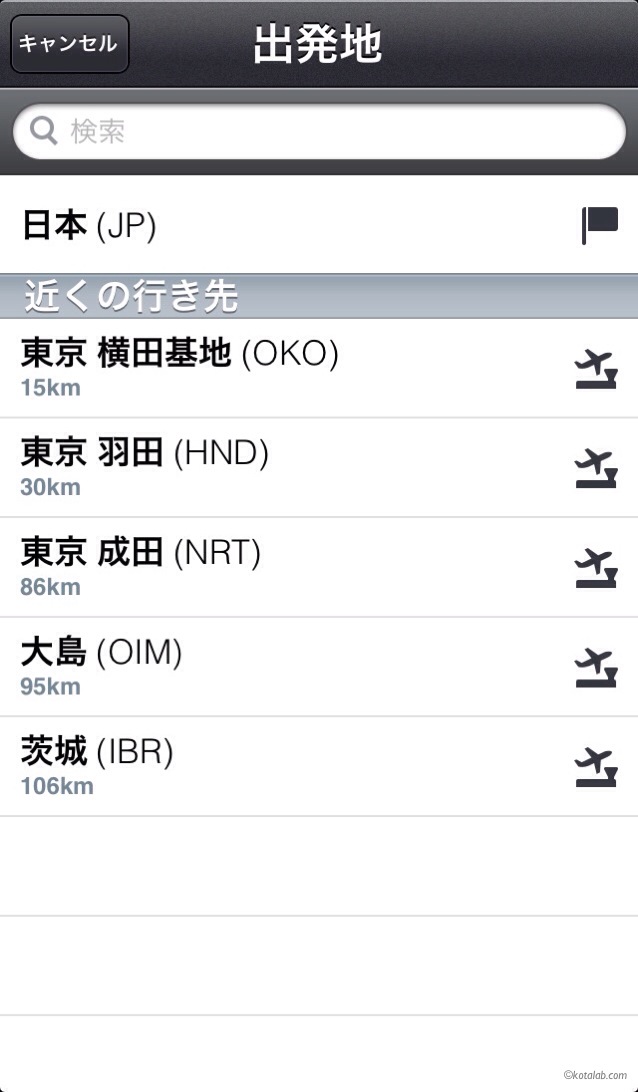 キャンセル
出発地
検索
日本 (JP)
近くの行き先
東京 横田基地 (OKO)
15km
東京 羽田 (HND)
30km
東京 成田 (NRT)
86km
大島 (OIM)
95km
茨城 (IBR)
106km
©kotalab.com